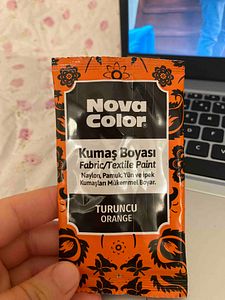 Nova
Color
Kumaş Boyası
Fabric/Textile Paint
Naylon, Pamuk, Yün ve İpek
Kumaşları Mükemmel Boyar.
TURUNCU
ORANGE